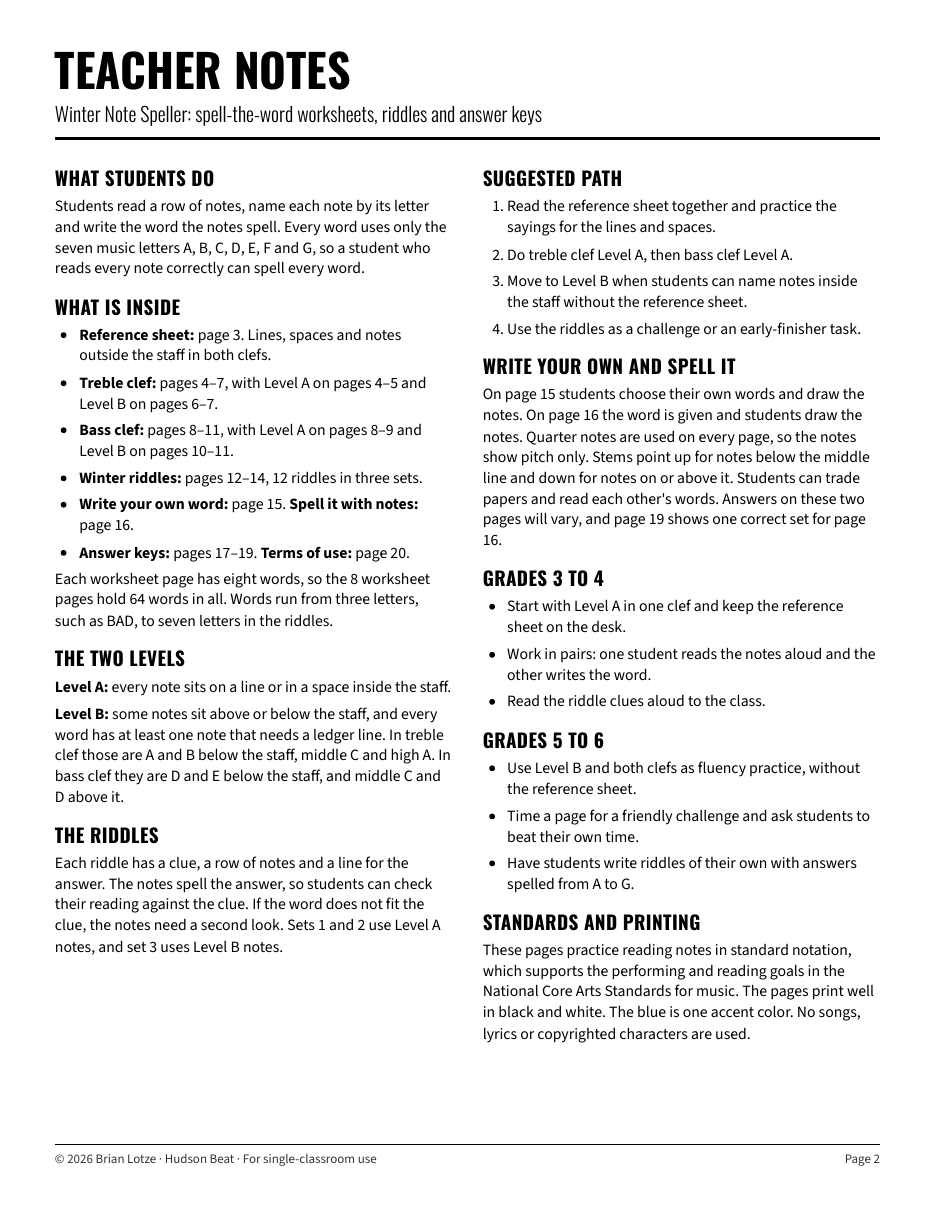 TEACHER NOTES
Winter Note Speller: spell-the-word worksheets, riddles and answer keys
WHAT STUDENTS DO
Students read a row of notes, name each note by its letter
and write the word the notes spell. Every word uses only the
seven music letters A, B, C, D, E, F and G, so a student who
reads every note correctly can spell every word.
WHAT IS INSIDE
• Reference sheet: page 3. Lines, spaces and notes
outside the staff in both clefs.
• Treble clef: pages 4–7, with Level A on pages 4–5 and
Level B on pages 6–7.
• Bass clef: pages 8–11, with Level A on pages 8–9 and
Level B on pages 10–11.
• Winter riddles: pages 12–14, 12 riddles in three sets.
• Write your own word: page 15. Spell it with notes:
page 16.
• Answer keys: pages 17–19. Terms of use: page 20.
Each worksheet page has eight words, so the 8 worksheet
pages hold 64 words in all. Words run from three letters,
such as BAD, to seven letters in the riddles.
THE TWO LEVELS
Level A: every note sits on a line or in a space inside the staff.
Level B: some notes sit above or below the staff, and every
word has at least one note that needs a ledger line. In treble
clef those are A and B below the staff, middle C and high A. In
bass clef they are D and E below the staff, and middle C and
D above it.
THE RIDDLES
Each riddle has a clue, a row of notes and a line for the
answer. The notes spell the answer, so students can check
their reading against the clue. If the word does not fit the
clue, the notes need a second look. Sets 1 and 2 use Level A
notes, and set 3 uses Level B notes.
SUGGESTED PATH
1. Read the reference sheet together and practice the
sayings for the lines and spaces.
2. Do treble clef Level A, then bass clef Level A.
3. Move to Level B when students can name notes inside
the staff without the reference sheet.
4. Use the riddles as a challenge or an early-finisher task.
WRITE YOUR OWN AND SPELL IT
On page 15 students choose their own words and draw the
notes. On page 16 the word is given and students draw the
notes. Quarter notes are used on every page, so the notes
show pitch only. Stems point up for notes below the middle
line and down for notes on or above it. Students can trade
papers and read each other's words. Answers on these two
pages will vary, and page 19 shows one correct set for page
16.
GRADES 3 TO 4
• Start with Level A in one clef and keep the reference
sheet on the desk.
• Work in pairs: one student reads the notes aloud and the
other writes the word.
• Read the riddle clues aloud to the class.
GRADES 5 TO 6
• Use Level B and both clefs as fluency practice, without
the reference sheet.
• Time a page for a friendly challenge and ask students to
beat their own time.
• Have students write riddles of their own with answers
spelled from A to G.
STANDARDS AND PRINTING
These pages practice reading notes in standard notation,
which supports the performing and reading goals in the
National Core Arts Standards for music. The pages print well
in black and white. The blue is one accent color. No songs,
lyrics or copyrighted characters are used.
© 2026 Brian Lotze · Hudson Beat · For single-classroom use
Page 2